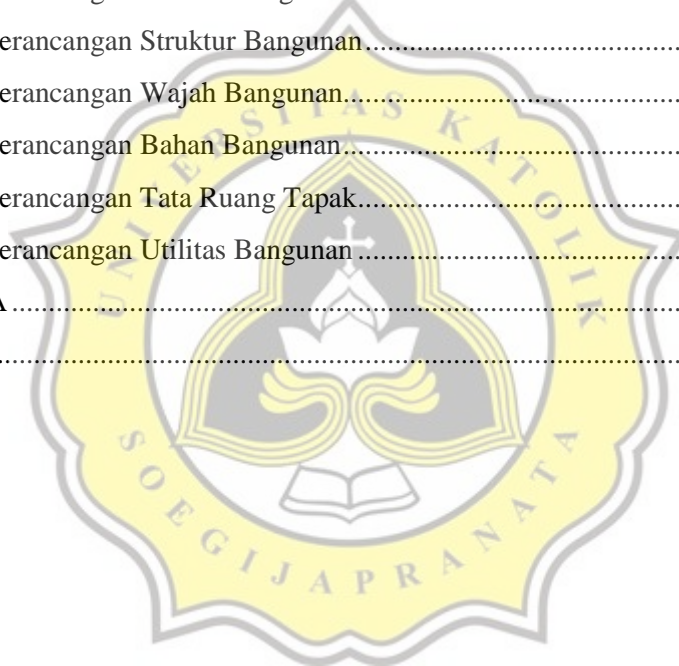 erancangan Struktur Bangunan
erancangan Wajah Bangunan
erancangan Bahan Bangunan
erancangan Tata Ruang Tapak
erancangan Utilitas Bangunan
A
UNIVERSITAS KATOLIK
SOEGIJAPRANATA